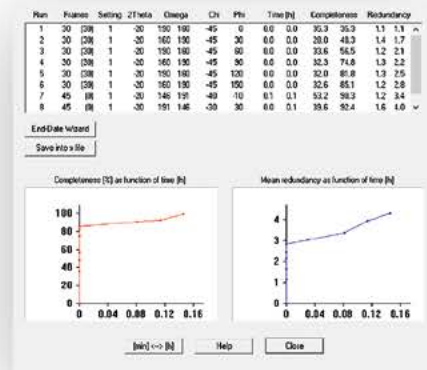 Run Frames Setting 2Theta Omega Chi Phi Time [h] Completeness Redundancy
1 30 [30] 1 -20 190 160 -45 0 0.0 0.0 35.3 35.3 1.1 1.1
2 30 [30] 1 -20 160 190 -45 30 0.0 0.0 28.0 48.3 1.4 1.7
3 30 [30] 1 -20 190 160 -45 60 0.0 0.0 33.6 56.5 1.2 2.1
4 30 [30] 1 -20 160 190 -45 90 0.0 0.0 32.3 74.8 1.3 2.2
5 30 [30] 1 -20 190 160 -45 120 0.0 0.0 32.0 81.8 1.3 2.5
6 30 [30] 1 -20 160 190 -45 150 0.0 0.0 32.6 85.1 1.2 2.8
7 45 [0] 1 -20 146 191 -40 -10 0.1 0.1 53.2 90.3 1.2 3.4
8 45 [0] 1 -20 191 146 -30 30 0.0 0.1 39.6 92.4 1.6 4.0
End-Date Wizard
Save into a file
Completeness [%] as function of time [h]
100
80
60
40
20
0
0 0.04 0.08 0.12 0.16
Mean redundancy as function of time [h]
4
3
2
1
0
0 0.04 0.08 0.12 0.16
[min] <-> [h] Help Close